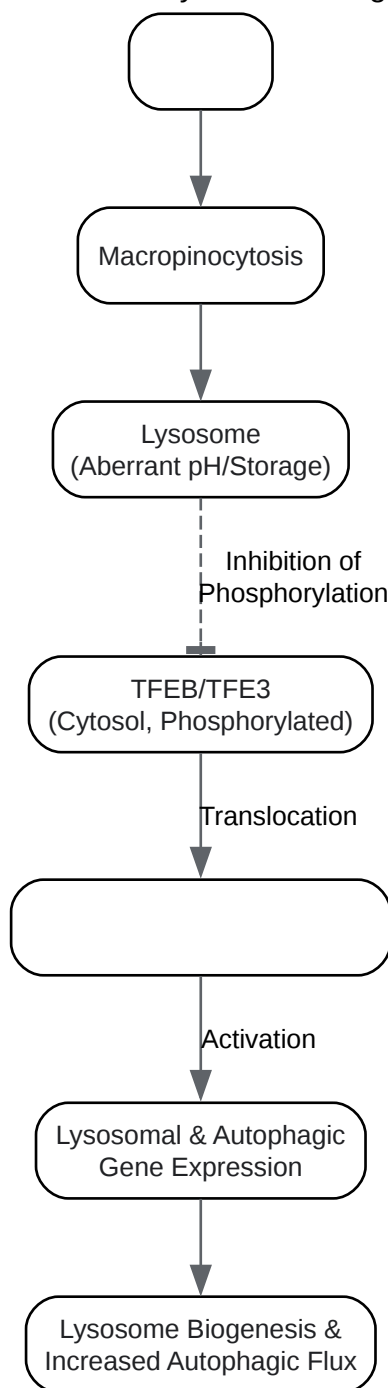 Macropinocytosis
Lysosome
(Aberrant pH/Storage)
Inhibition of
Phosphorylation
TFEB/TFE3
(Cytosol, Phosphorylated)
Translocation
Activation
Lysosomal & Autophagic
Gene Expression
Lysosome Biogenesis &
Increased Autophagic Flux